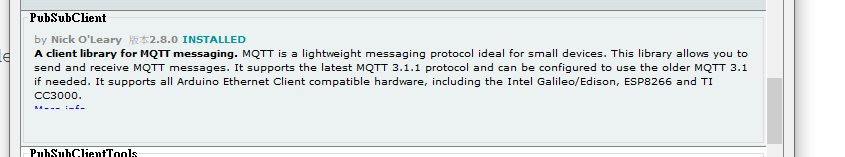 PubSubClient
by Nick O'Leary 版本2.8.0 INSTALLED
A client library for MQTT messaging. MQTT is a lightweight messaging protocol ideal for small devices. This library allows you to
send and receive MQTT messages. It supports the latest MQTT 3.1.1 protocol and can be configured to use the older MQTT 3.1
if needed. It supports all Arduino Ethernet Client compatible hardware, including the Intel Galileo/Edison, ESP8266 and TI
CC3000.
More info
PubSubClientTools